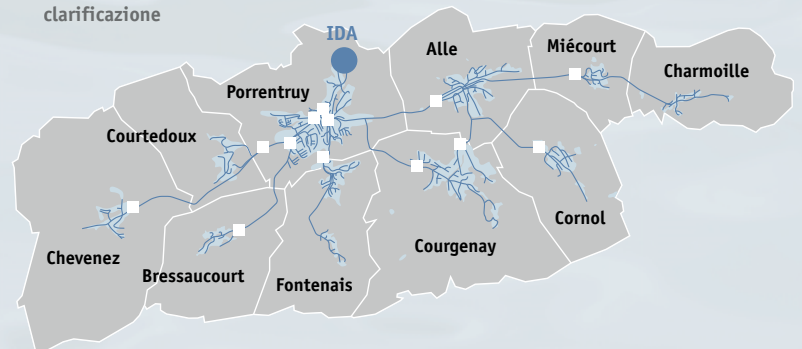 clarificazione
IDA
Alle
Miécourt
Charmoille
Porrentruy
Courtedoux
Cornol
Courgenay
Chevenez
Bressaucourt
Fontenais